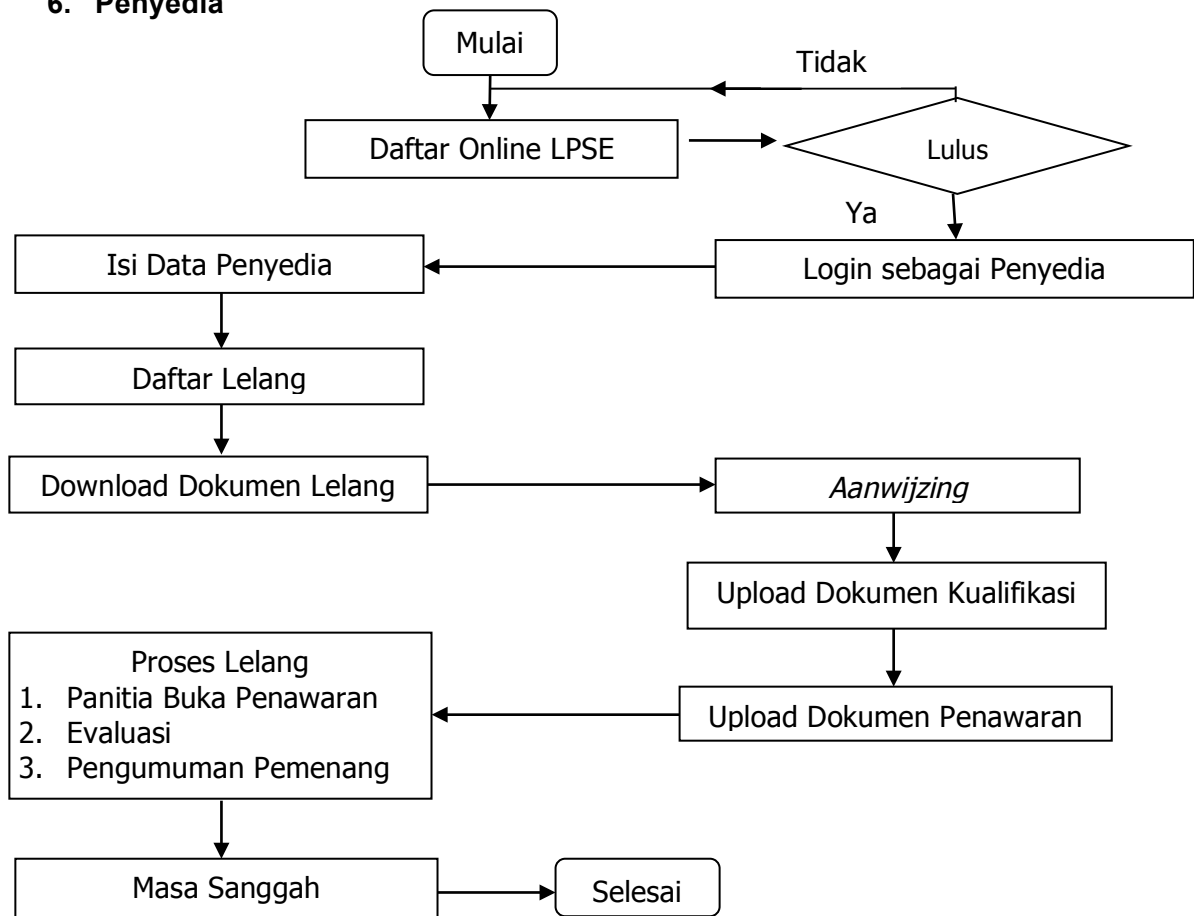 6. Penyedia
Mulai
Tidak
Daftar Online LPSE
Lulus
Ya
Isi Data Penyedia
Login sebagai Penyedia
Daftar Lelang
Download Dokumen Lelang
Aanwijzing
Upload Dokumen Kualifikasi
Proses Lelang
1. Panitia Buka Penawaran
2. Evaluasi
3. Pengumuman Pemenang
Upload Dokumen Penawaran
Masa Sanggah
Selesai